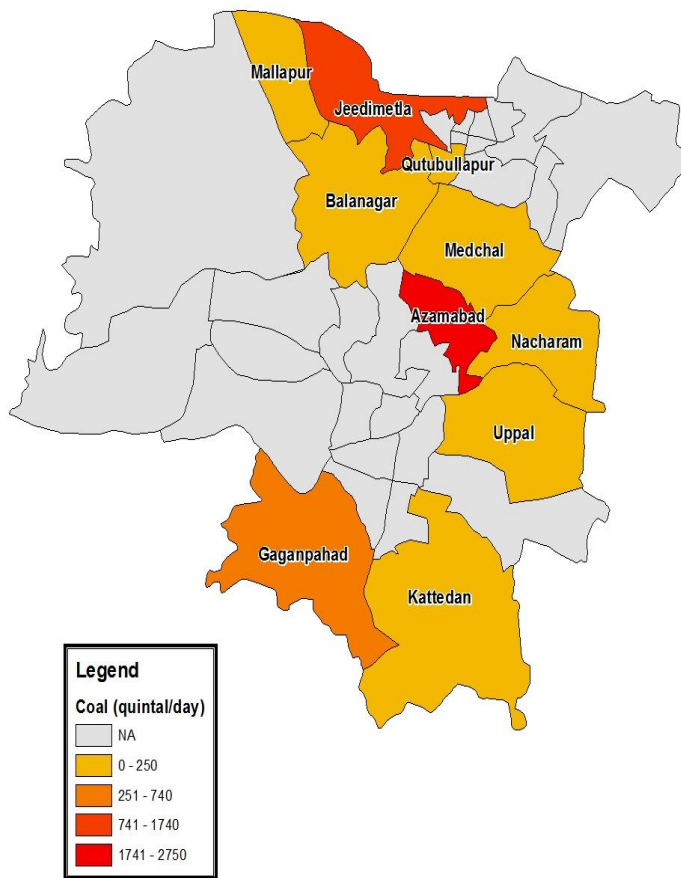 Mallapur
Jeedimetla
Qutubullapur
Balanagar
Medchal
Azamabad
Nacharam
Uppal
Gaganpahad
Kattedan
Legend
Coal (quintal/day)
NA
0 - 250
251 - 740
741 - 1740
1741 - 2750